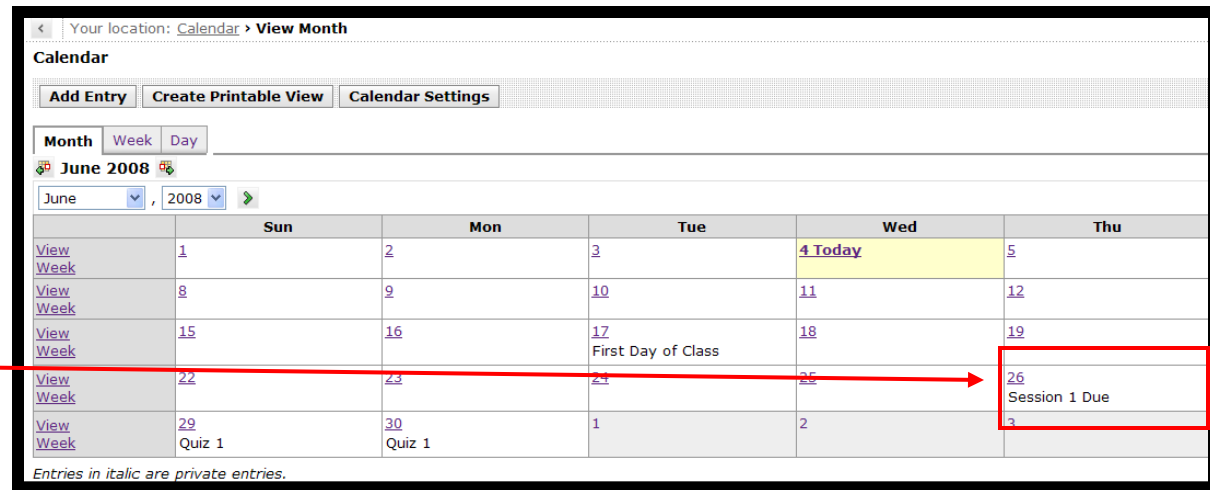 Your location: Calendar › View Month
Calendar
Add Entry Create Printable View Calendar Settings
Month Week Day
June 2008
June , 2008
Sun Mon Tue Wed Thu
View Week 1 2 3 4 Today 5
View Week 8 9 10 11 12
View Week 15 16 17 First Day of Class 18 19
View Week 22 23 24 25 26 Session 1 Due
View Week 29 Quiz 1 30 Quiz 1 1 2 3
Entries in italic are private entries.